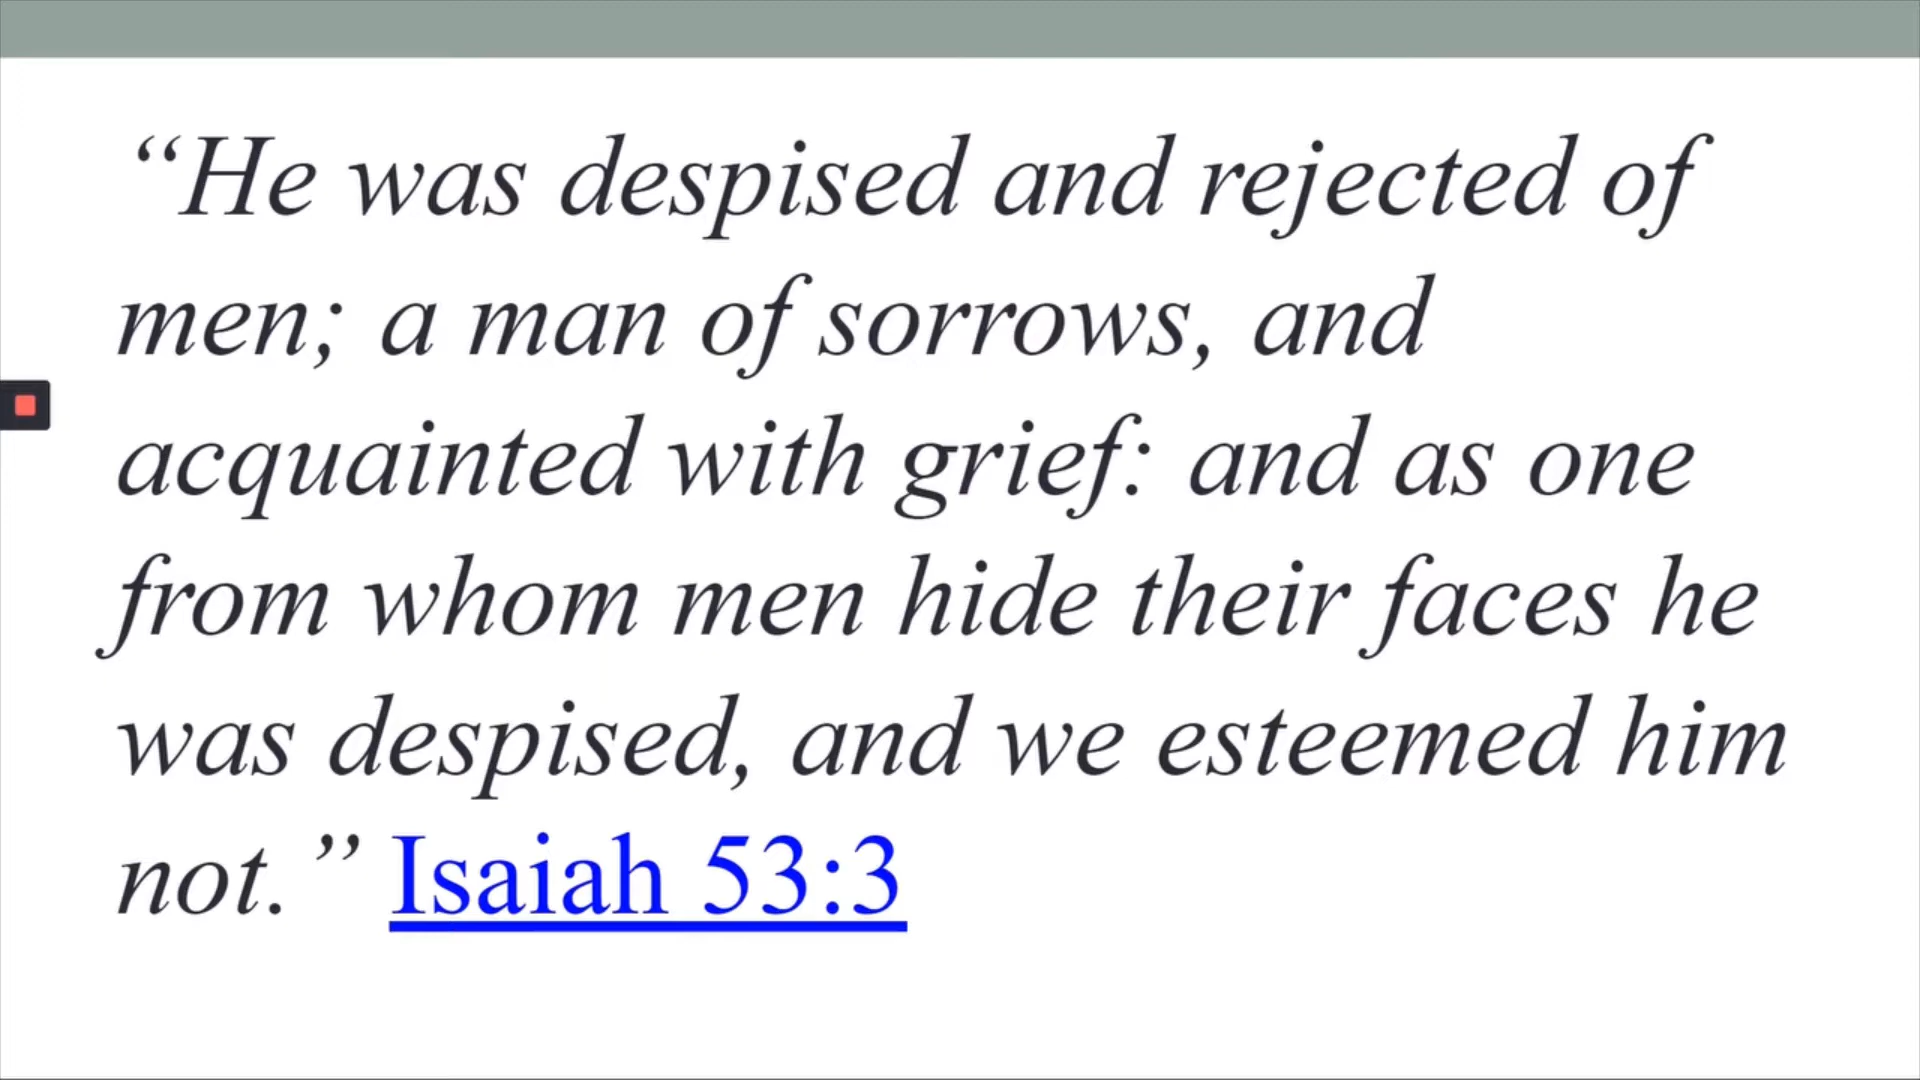 “He was despised and rejected of
men; a man of sorrows, and
acquainted with grief: and as one
from whom men hide their faces he
was despised, and we esteemed him
not.” Isaiah 53:3